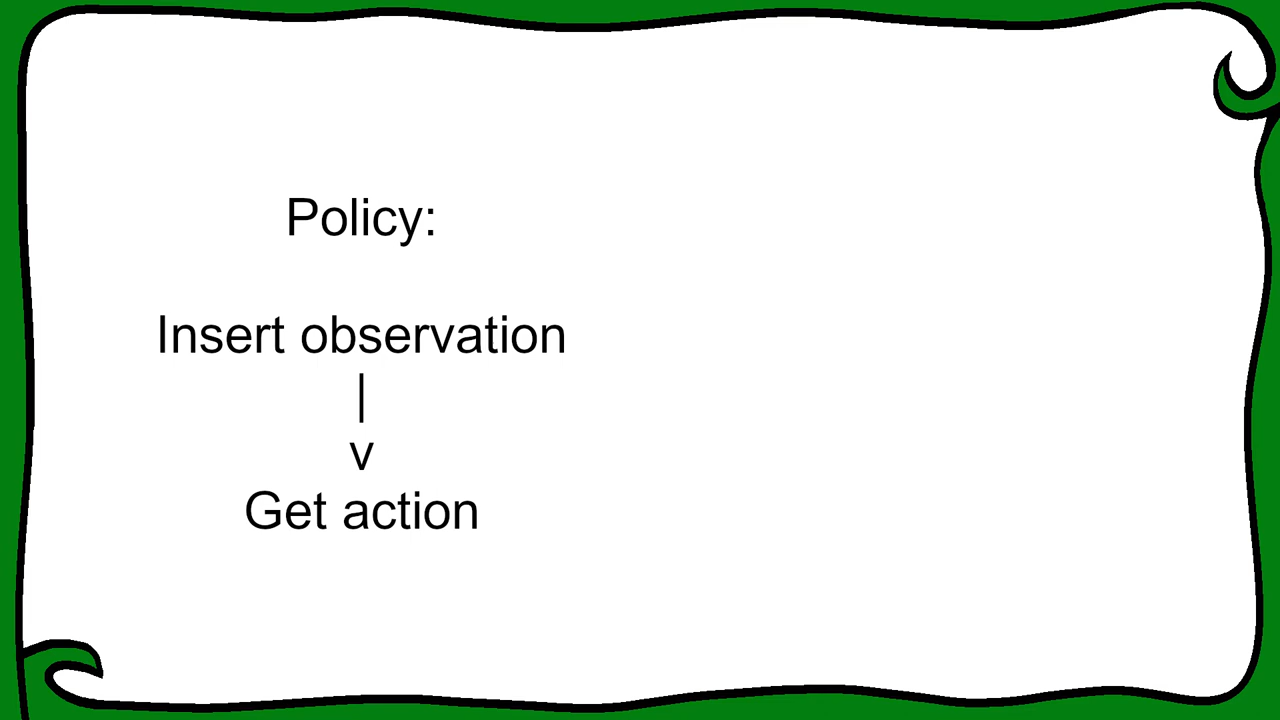 Policy:
Insert observation
|
v
Get action